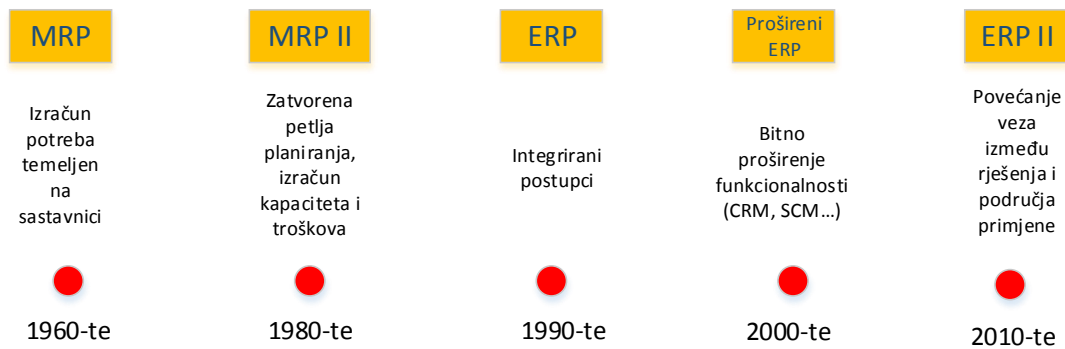 MRP
MRP II
ERP
Prošireni
ERP
ERP II
Izračun
potreba
temeljen
na
sastavnici
Zatvorena
petlja
planiranja,
izračun
kapaciteta i
troškova
Integrirani
postupci
Bitno
proširenje
funkcionalnosti
(CRM, SCM...)
Povećanje
veza
između
rješenja i
područja
primjene
1960-te
1980-te
1990-te
2000-te
2010-te